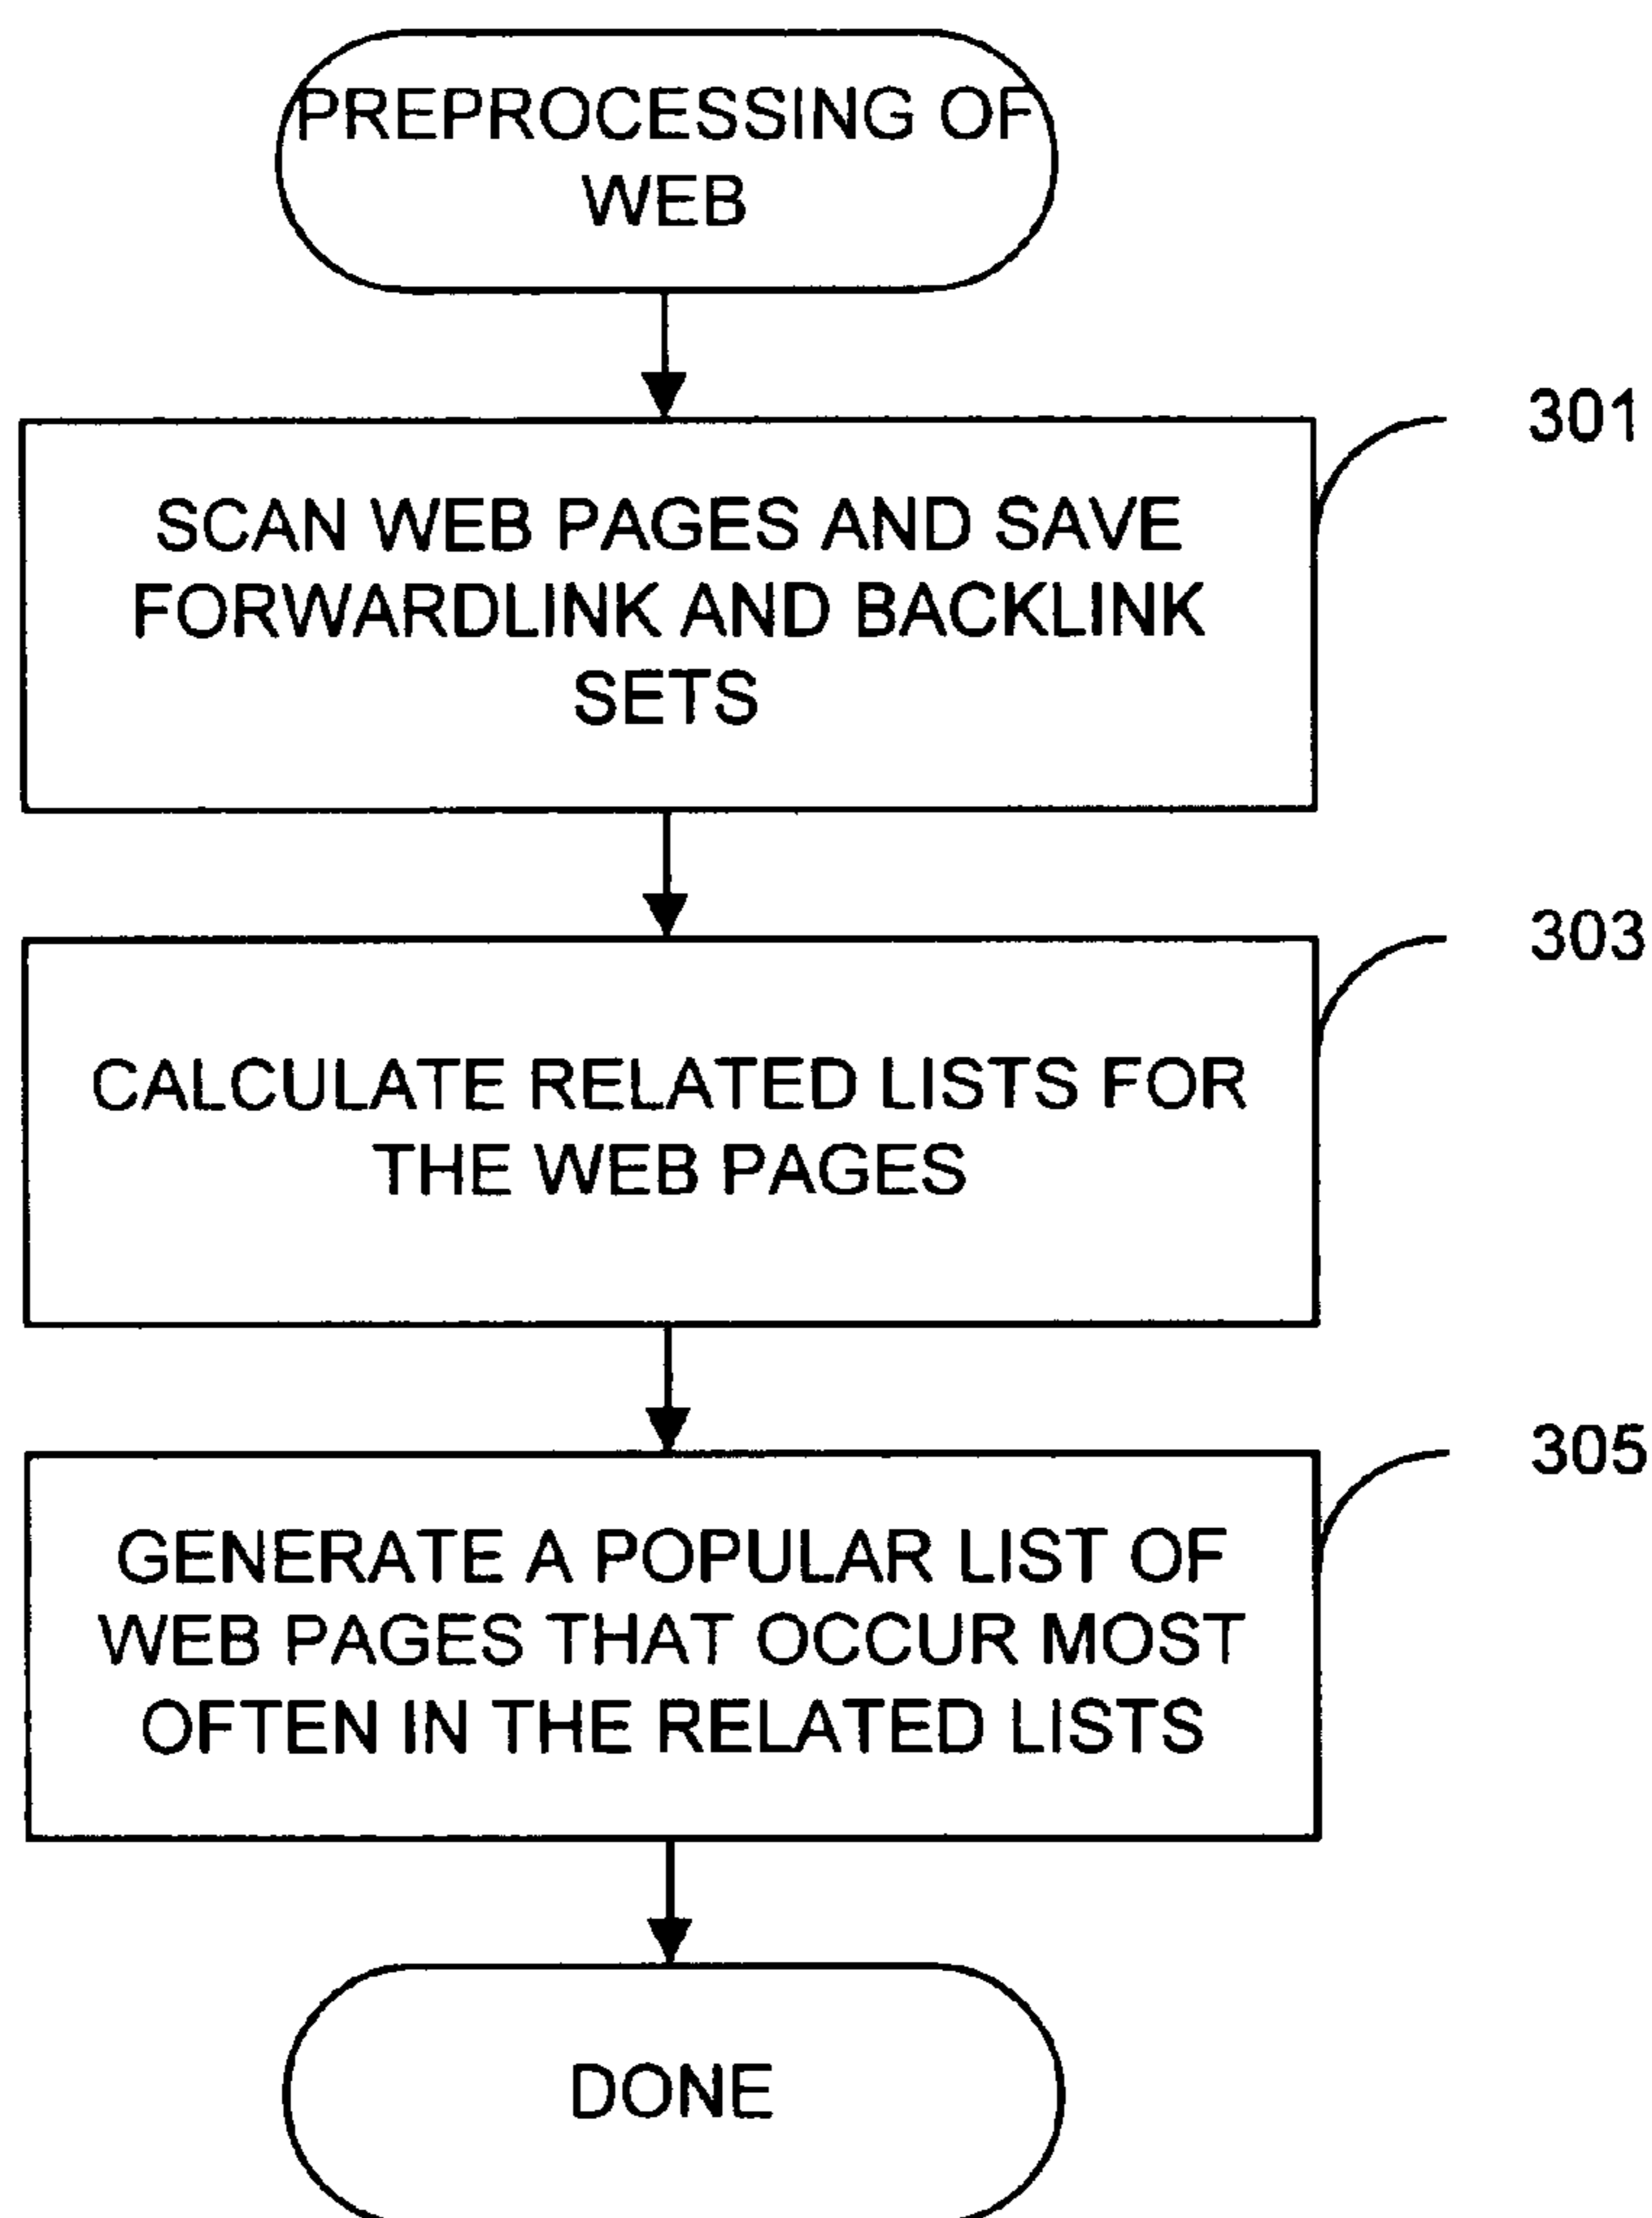 PREPROCESSING OF
WEB
301
SCAN WEB PAGES AND SAVE
FORWARDLINK AND BACKLINK
SETS
303
CALCULATE RELATED LISTS FOR
THE WEB PAGES
305
GENERATE A POPULAR LIST OF
WEB PAGES THAT OCCUR MOST
OFTEN IN THE RELATED LISTS
DONE